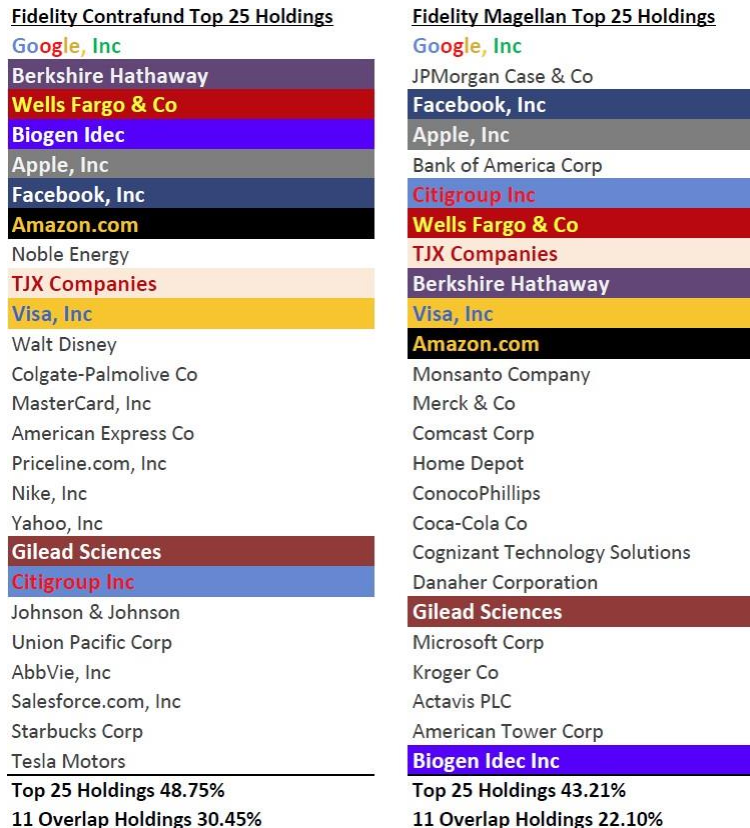 Fidelity Contrafund Top 25 Holdings
Google, Inc
Berkshire Hathaway
Wells Fargo & Co
Biogen Idec
Apple, Inc
Facebook, Inc
Amazon.com
Noble Energy
TJX Companies
Visa, Inc
Walt Disney
Colgate-Palmolive Co
MasterCard, Inc
American Express Co
Priceline.com, Inc
Nike, Inc
Yahoo, Inc
Gilead Sciences
Citigroup Inc
Johnson & Johnson
Union Pacific Corp
AbbVie, Inc
Salesforce.com, Inc
Starbucks Corp
Tesla Motors
Top 25 Holdings 48.75%
11 Overlap Holdings 30.45%
Fidelity Magellan Top 25 Holdings
Google, Inc
JPMorgan Case & Co
Facebook, Inc
Apple, Inc
Bank of America Corp
Citigroup Inc
Wells Fargo & Co
TJX Companies
Berkshire Hathaway
Visa, Inc
Amazon.com
Monsanto Company
Merck & Co
Comcast Corp
Home Depot
ConocoPhillips
Coca-Cola Co
Cognizant Technology Solutions
Danaher Corporation
Gilead Sciences
Microsoft Corp
Kroger Co
Actavis PLC
American Tower Corp
Biogen Idec Inc
Top 25 Holdings 43.21%
11 Overlap Holdings 22.10%